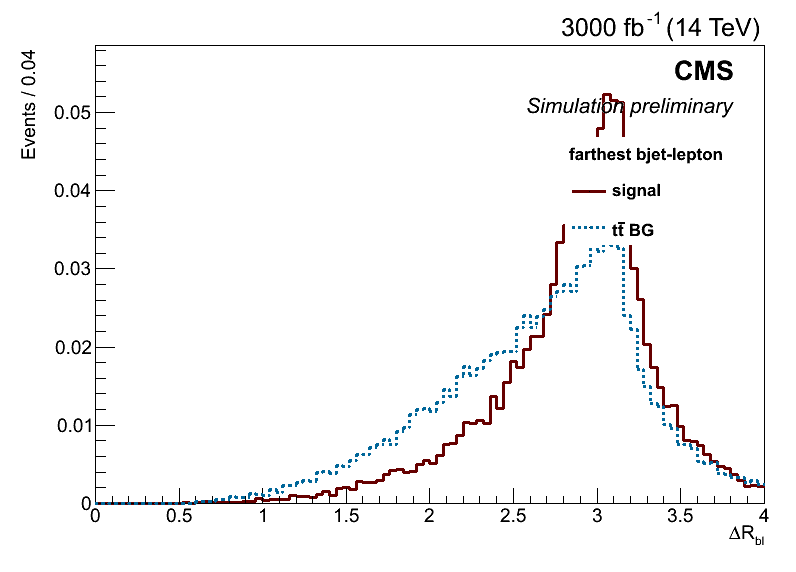 3000 fb⁻¹ (14 TeV)
Events / 0.04
CMS
Simulation preliminary
farthest bjet-lepton
signal
tt̄ BG
0.05
0.04
0.03
0.02
0.01
0
0 0.5 1 1.5 2 2.5 3 3.5 4
ΔR_bl